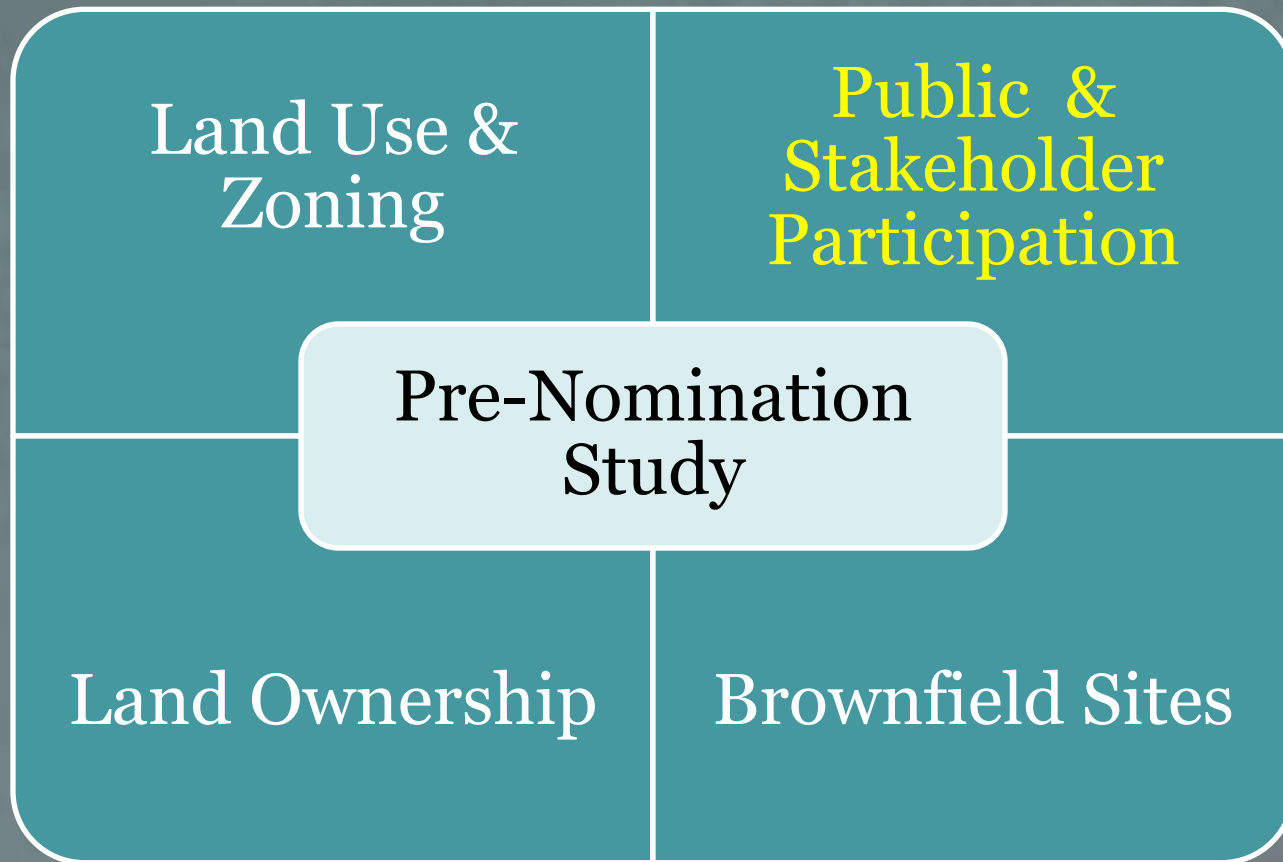 Land Use &
Zoning
Public & 
Stakeholder
Participation
Pre-Nomination
Study
Land Ownership
Brownfield Sites